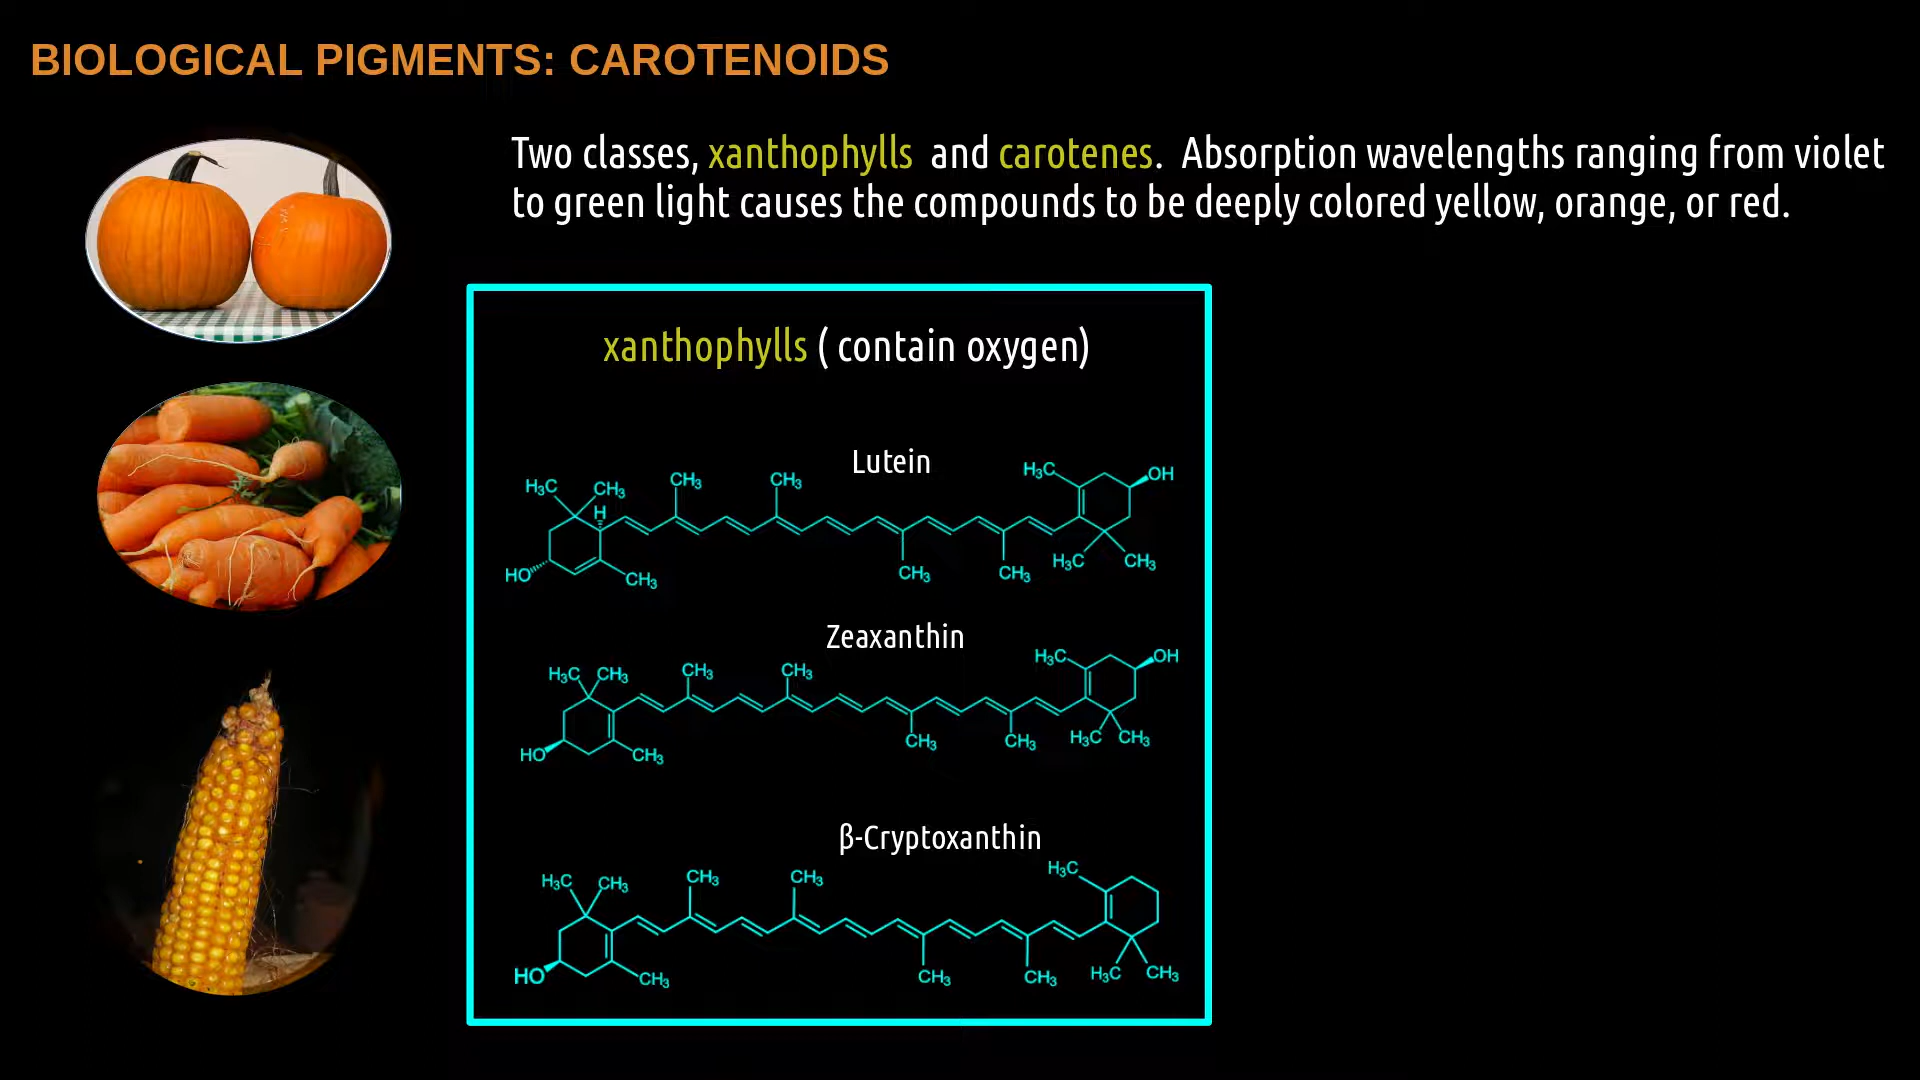 BIOLOGICAL PIGMENTS: CAROTENOIDS
Two classes, xanthophylls and carotenes. Absorption wavelengths ranging from violet
to green light causes the compounds to be deeply colored yellow, orange, or red.
xanthophylls ( contain oxygen)
Lutein
H₃C CH₃ CH₃ CH₃ H₃C OH
H
HO CH₃ CH₃ CH₃ H₃C CH₃
Zeaxanthin
H₃C CH₃ CH₃ CH₃ H₃C OH
HO CH₃ CH₃ CH₃ H₃C CH₃
β-Cryptoxanthin
H₃C CH₃ CH₃ CH₃ H₃C
HO CH₃ CH₃ CH₃ H₃C CH₃